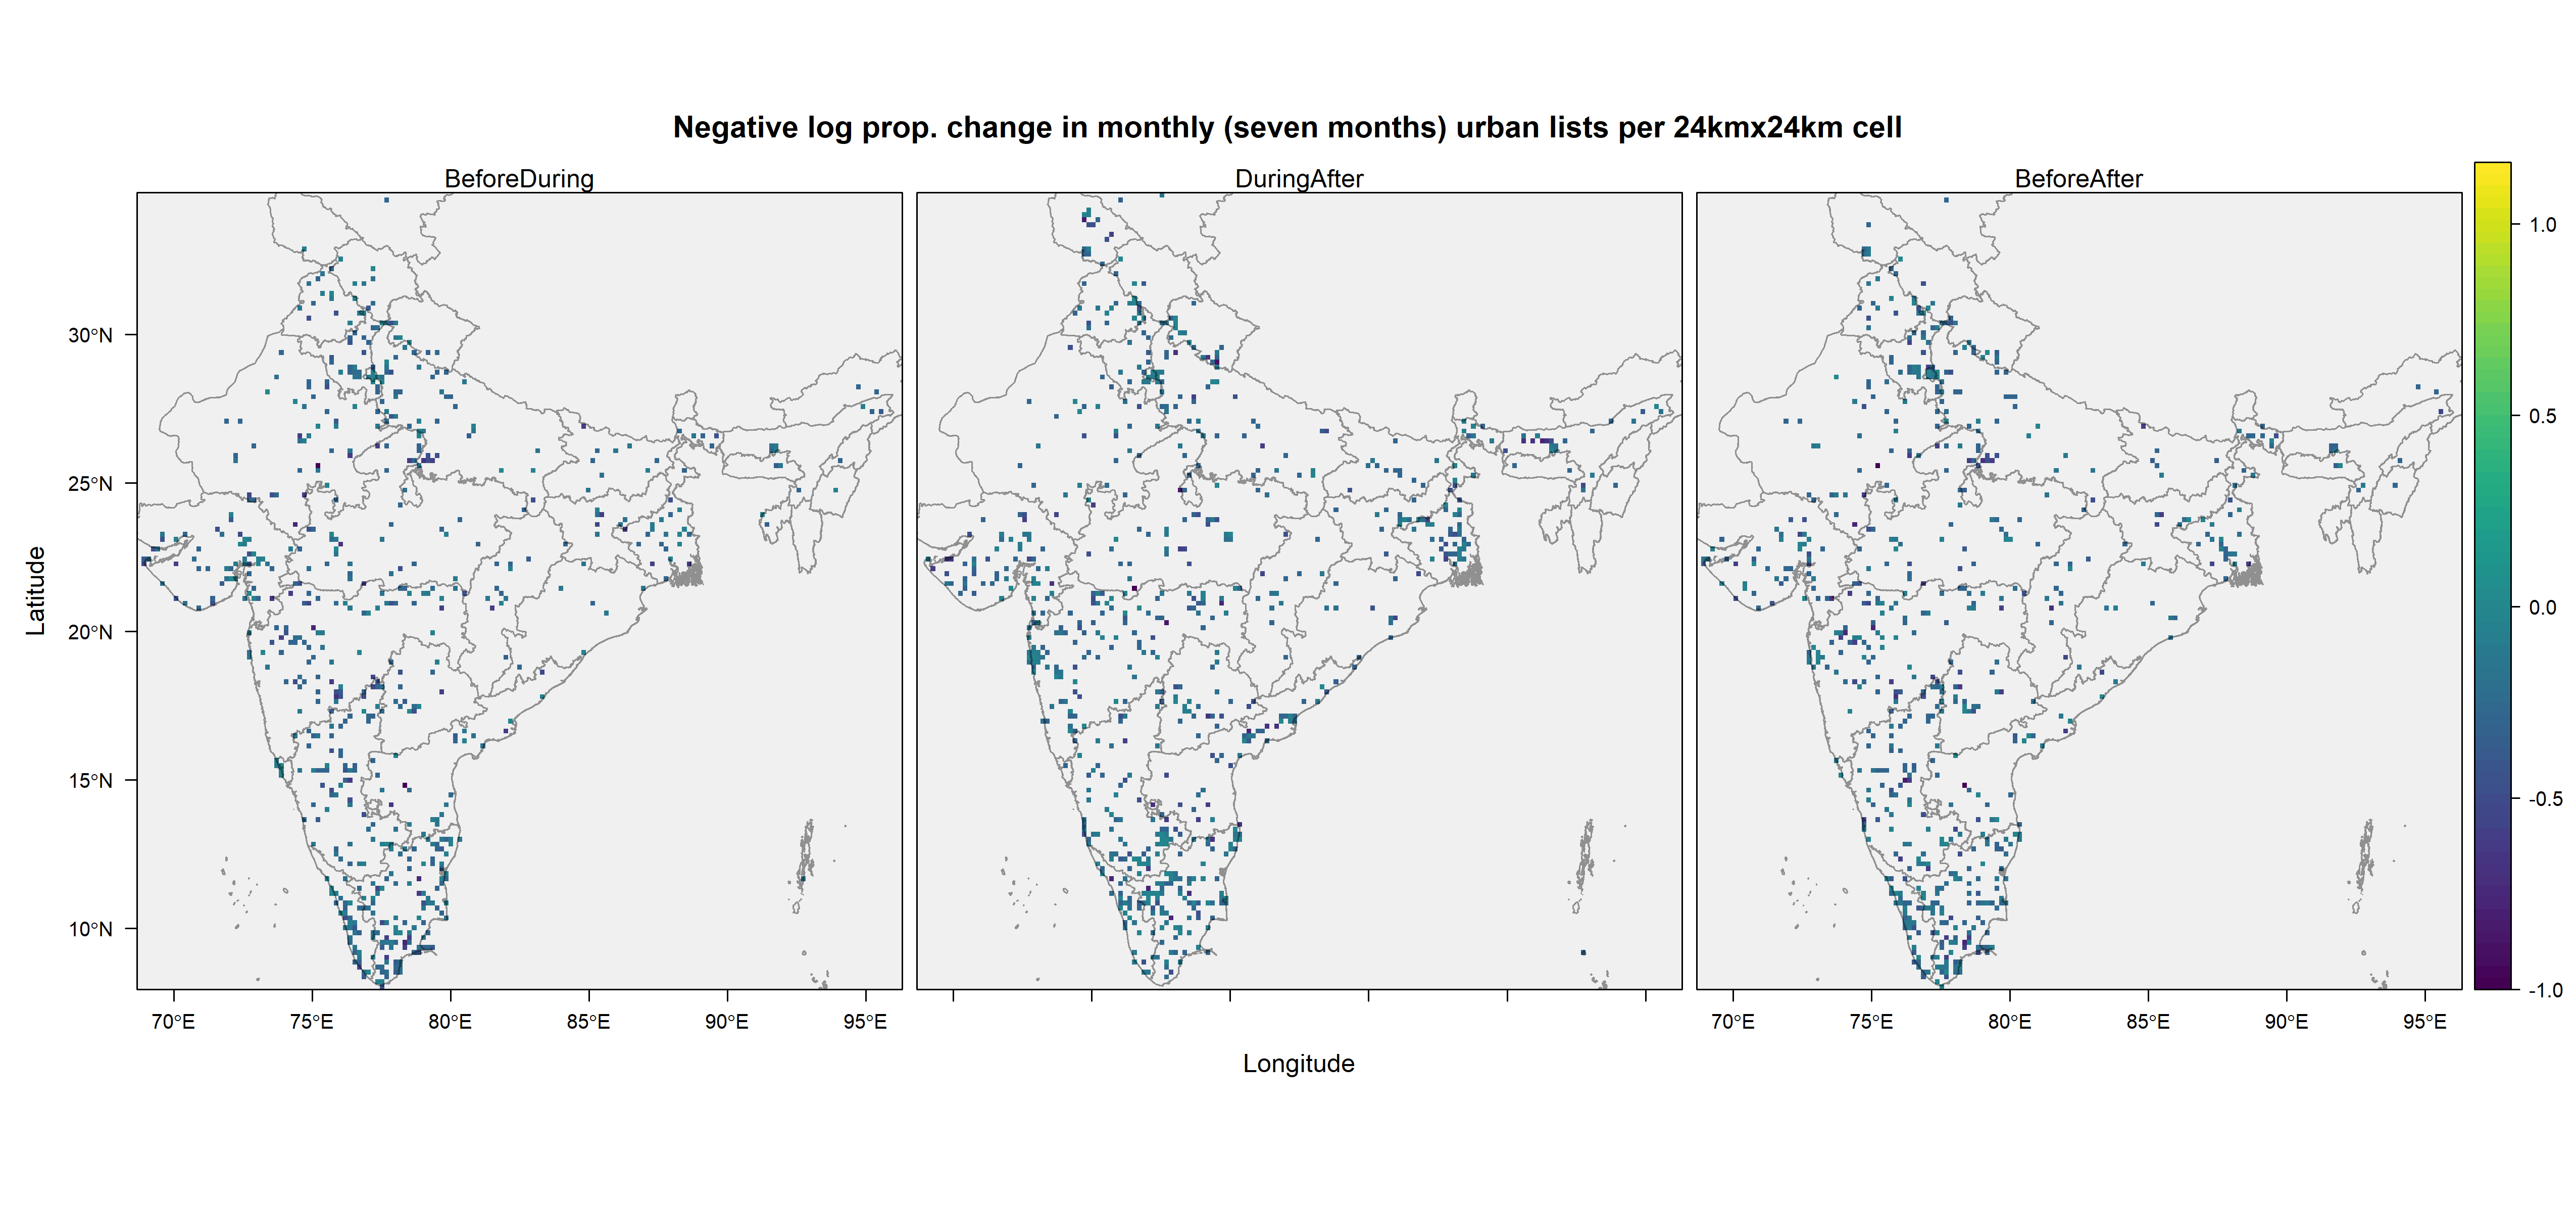 Negative log prop. change in monthly (seven months) urban lists per 24kmx24km cell
BeforeDuring
DuringAfter
BeforeAfter
1.0
0.5
0.0
-0.5
-1.0
Latitude
30°N
25°N
20°N
15°N
10°N
70°E 75°E 80°E 85°E 90°E 95°E
70°E 75°E 80°E 85°E 90°E 95°E
Longitude